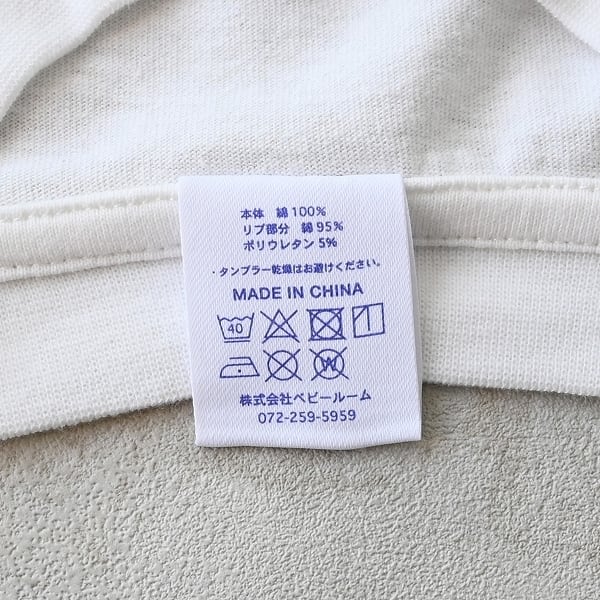 本体 綿100%
リブ部分 綿95%
ポリウレタン 5%
・タンブラー乾燥はお避けください。
MADE IN CHINA
40
W
株式会社ベビールーム
072-259-5959